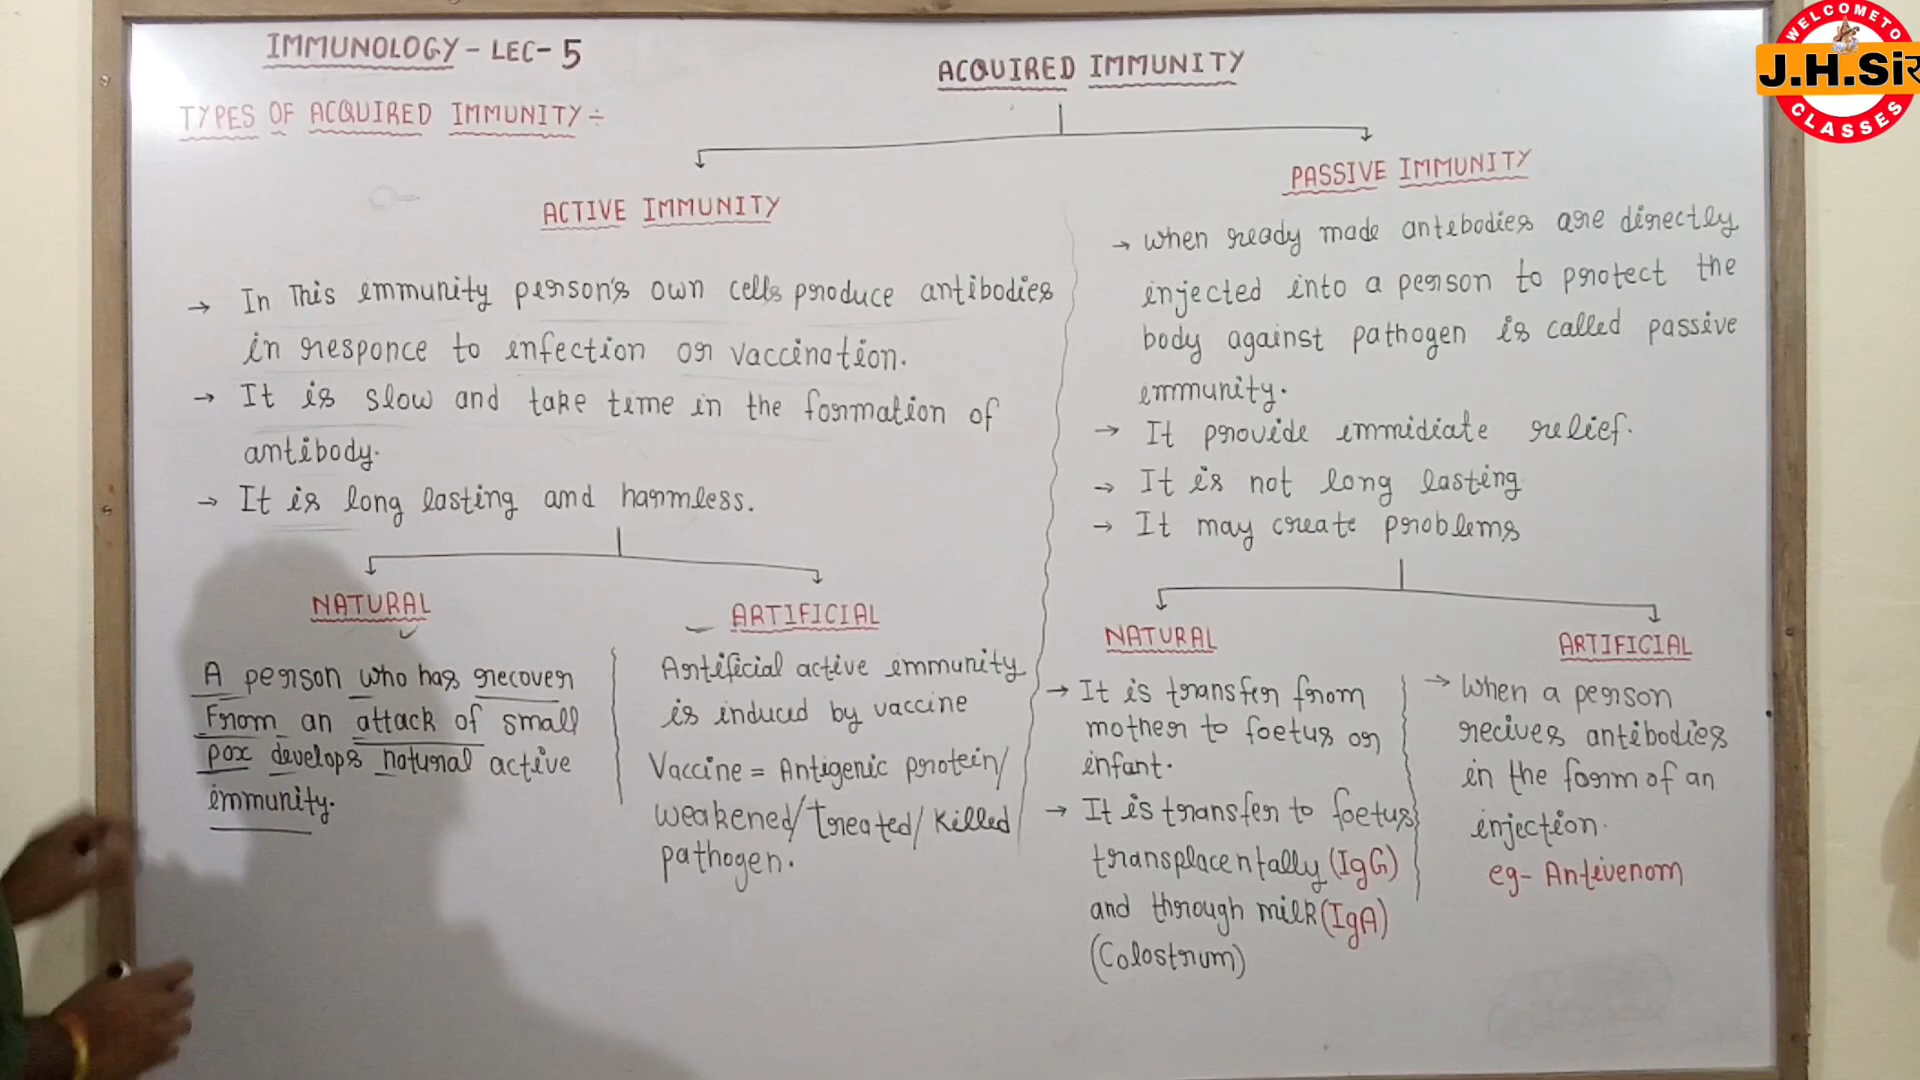 IMMUNOLOGY - LEC-5
TYPES OF ACQUIRED IMMUNITY ÷
ACQUIRED IMMUNITY
ACTIVE IMMUNITY
→ In This immunity person's own cells produce antibodies
in responce to infection or vaccination.
→ It is slow and take time in the formation of
antibody.
→ It is long lasting and harmless.
NATURAL
A person who has recover
From an attack of small
pox develops natural active
immunity.
ARTIFICIAL
Artificial active immunity
is induced by vaccine
Vaccine = Antigenic protein/
weakened/Treated/Killed
pathogen.
PASSIVE IMMUNITY
→ When ready made antibodies are directly
injected into a person to protect the
body against pathogen is called passive
immunity.
→ It provide immidiate relief.
→ It is not long lasting
→ It may create problems
NATURAL
→ It is transfer from
mother to foetus or
infant.
→ It is transfer to foetus
transplacentally (IgG)
and through milk (IgA)
(Colostrum)
ARTIFICIAL
→ When a person
recives antibodies
in the form of an
injection.
eg- Antivenom
WELCOME TO
J.H.Siर
CLASSES